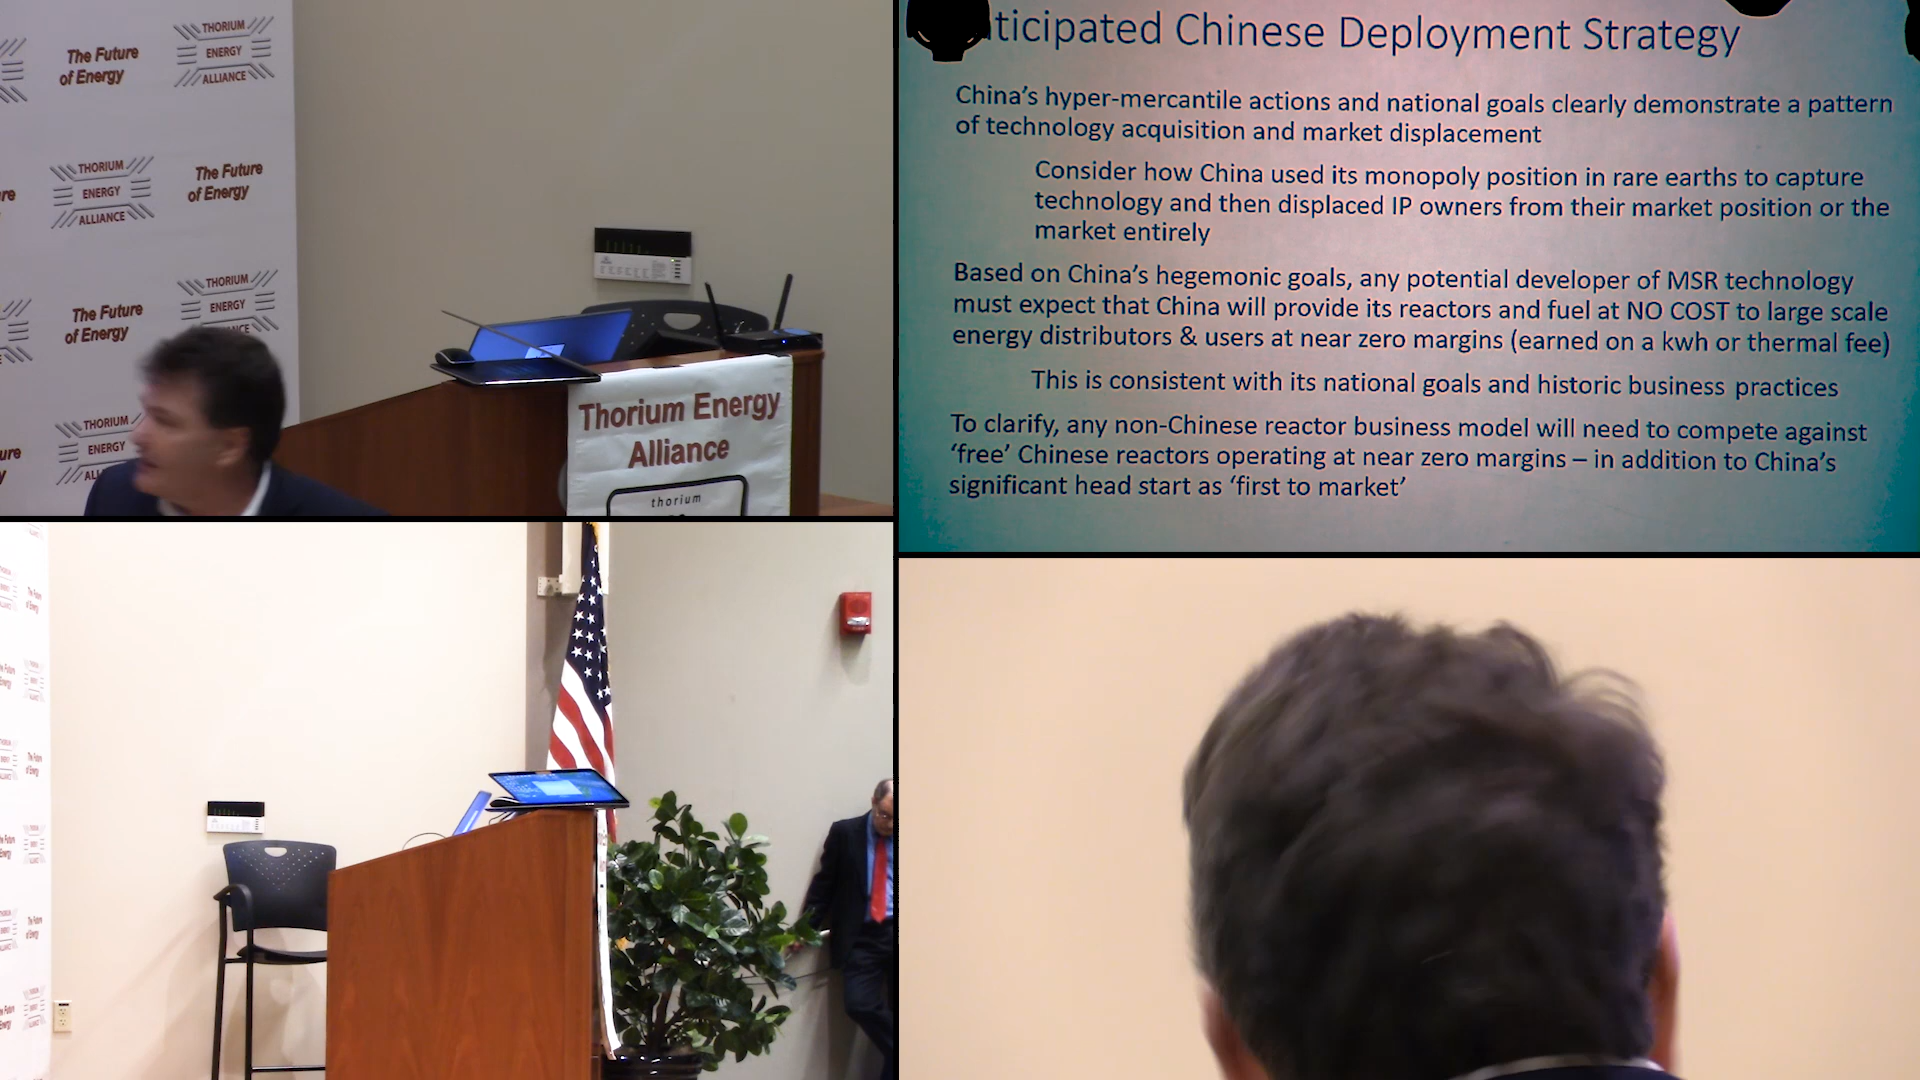 The Future
of Energy
THORIUM
ENERGY
ALLIANCE
THORIUM
ENERGY
ALLIANCE
The Future
of Energy
The Future
of Energy
THORIUM
ENERGY
THORIUM
ENERGY
Thorium Energy
Alliance
thorium
ticipated Chinese Deployment Strategy
China's hyper-mercantile actions and national goals clearly demonstrate a pattern
of technology acquisition and market displacement
Consider how China used its monopoly position in rare earths to capture
technology and then displaced IP owners from their market position or the
market entirely
Based on China's hegemonic goals, any potential developer of MSR technology
must expect that China will provide its reactors and fuel at NO COST to large scale
energy distributors & users at near zero margins (earned on a kwh or thermal fee)
This is consistent with its national goals and historic business practices
To clarify, any non-Chinese reactor business model will need to compete against
'free' Chinese reactors operating at near zero margins – in addition to China's
significant head start as 'first to market'